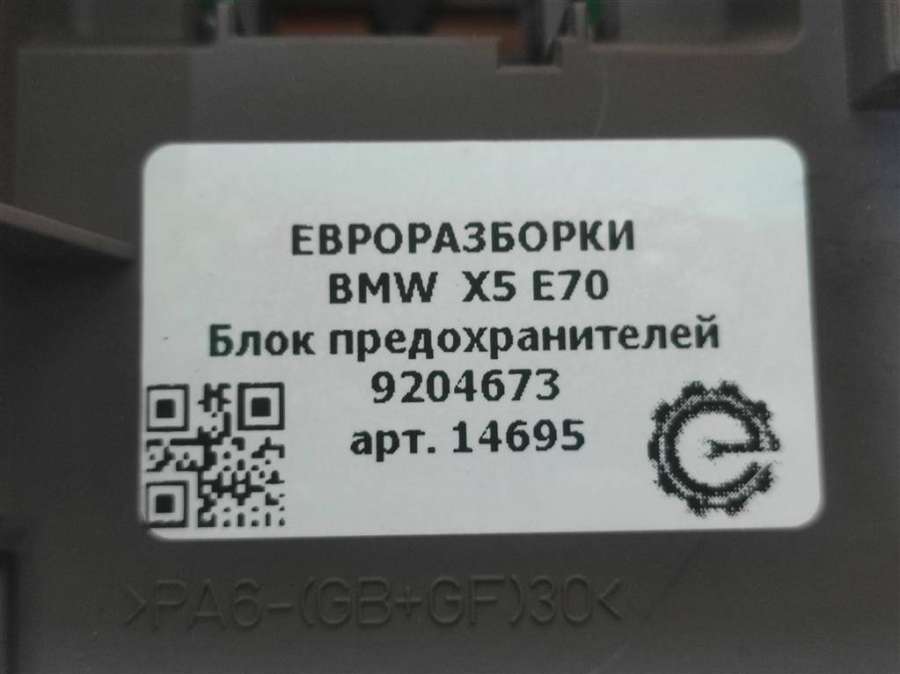 ЕВРОРАЗБОРКИ
BMW X5 E70
Блок предохранителей
9204673
арт. 14695
>PA6-(GB+GF)30<